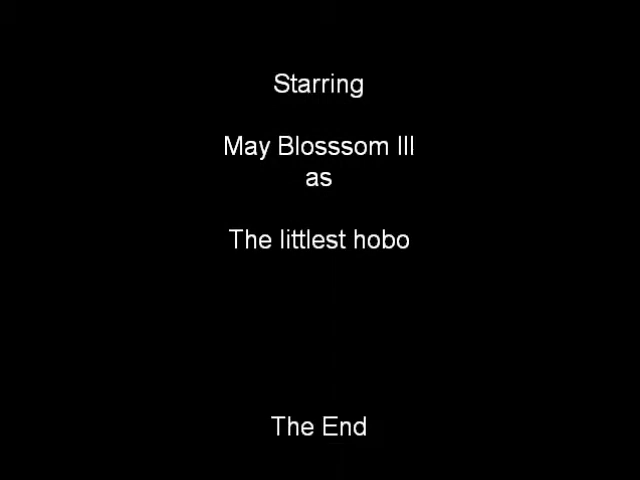 Starring
May Blosssom III
as
The littlest hobo
The End